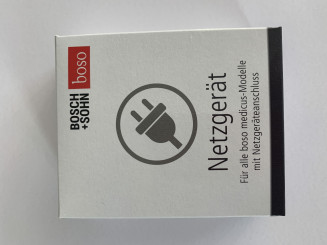 BOSCH
+SOHN
boso
Netzgerät
Für alle boso medicus-Modelle
mit Netzgeräteanschluss